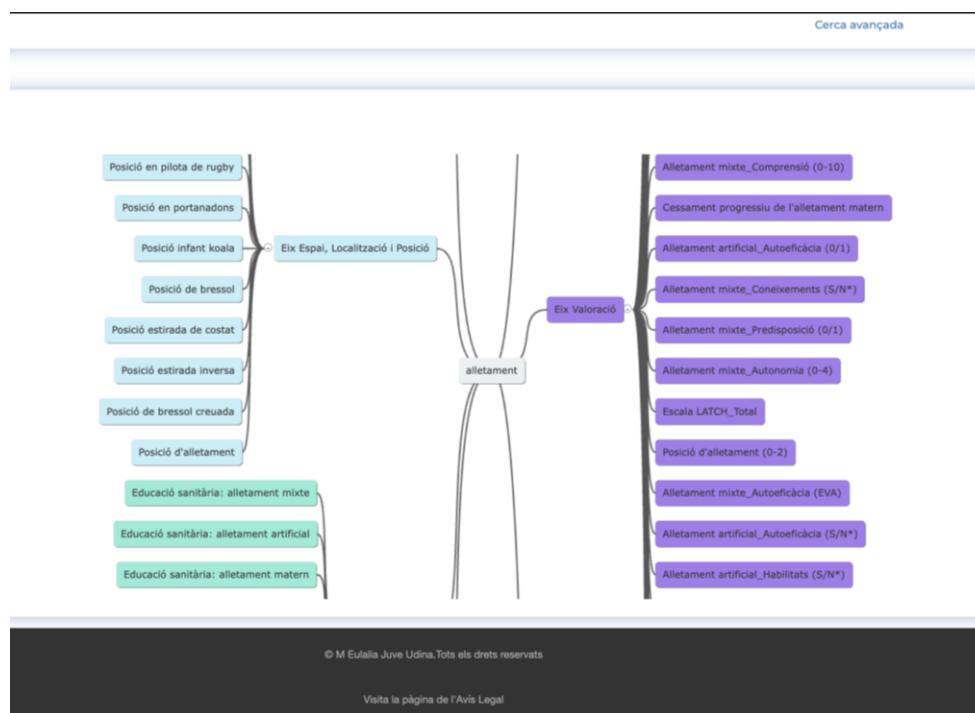 Cerca avançada
Posició en pilota de rugby
Posició en portanadons
Posició infant koala
Posició de bressol
Posició estirada de costat
Posició estirada inversa
Posició de bressol creuada
Posició d'alletament
Eix Espai, Localització i Posició
Educació sanitària: alletament mixte
Educació sanitària: alletament artificial
Educació sanitària: alletament matern
alletament
Eix Valoració
Alletament mixte_Comprensió (0-10)
Cessament progressiu de l'alletament matern
Alletament artificial_Autoeficàcia (0/1)
Alletament mixte_Coneixements (S/N*)
Alletament mixte_Predisposició (0/1)
Alletament mixte_Autonomia (0-4)
Escala LATCH_Total
Posició d'alletament (0-2)
Alletament mixte_Autoeficàcia (EVA)
Alletament artificial_Autoeficàcia (S/N*)
Alletament artificial_Habilitats (S/N*)
© M Eulalia Juve Udina.Tots els drets reservats
Visita la pàgina de l'Avís Legal